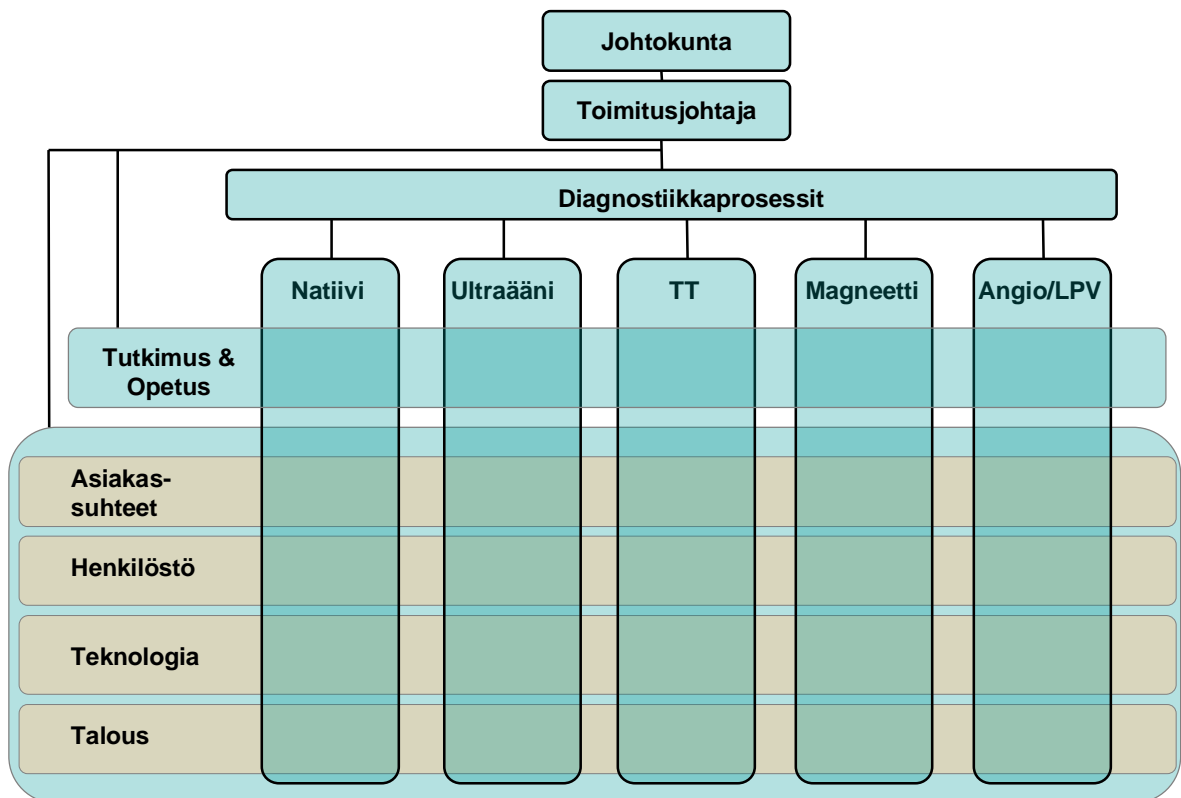 Johtokunta
Toimitusjohtaja
Diagnostiikkaprosessit
Natiivi
Ultraääni
TT
Magneetti
Angio/LPV
Tutkimus &
Opetus
Asiakas-
suhteet
Henkilöstö
Teknologia
Talous